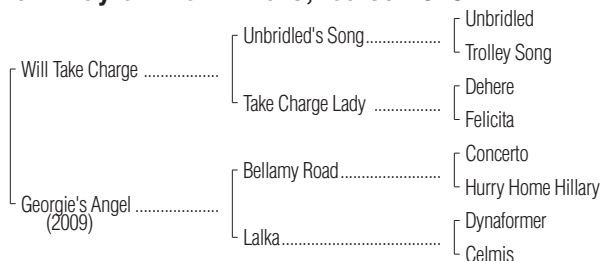 Unbridled
Unbridled's Song..................
Trolley Song
Will Take Charge ..................
Dehere
Take Charge Lady ................
Felicita
Concerto
Bellamy Road........................
Hurry Home Hillary
Georgie's Angel ....................
(2009)
Dynaformer
Lalka......................................
Celmis